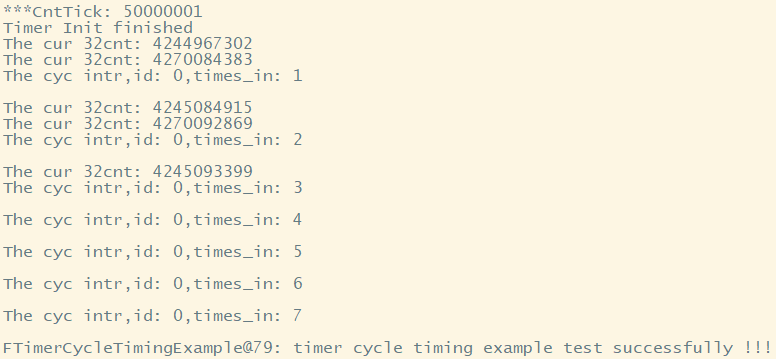 ***CntTick: 50000001
Timer Init finished
The cur 32cnt: 4244967302
The cur 32cnt: 4270084383
The cyc intr,id: 0,times_in: 1
The cur 32cnt: 4245084915
The cur 32cnt: 4270092869
The cyc intr,id: 0,times_in: 2
The cur 32cnt: 4245093399
The cyc intr,id: 0,times_in: 3
The cyc intr,id: 0,times_in: 4
The cyc intr,id: 0,times_in: 5
The cyc intr,id: 0,times_in: 6
The cyc intr,id: 0,times_in: 7
FTimerCycleTimingExample@79: timer cycle timing example test successfully !!!